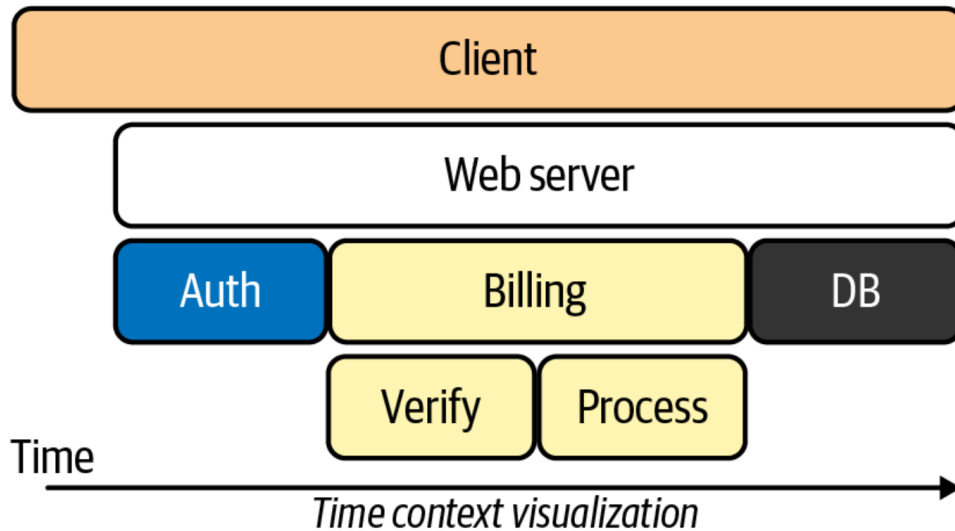 Client
Web server
Auth
Billing
DB
Verify
Process
Time
Time context visualization